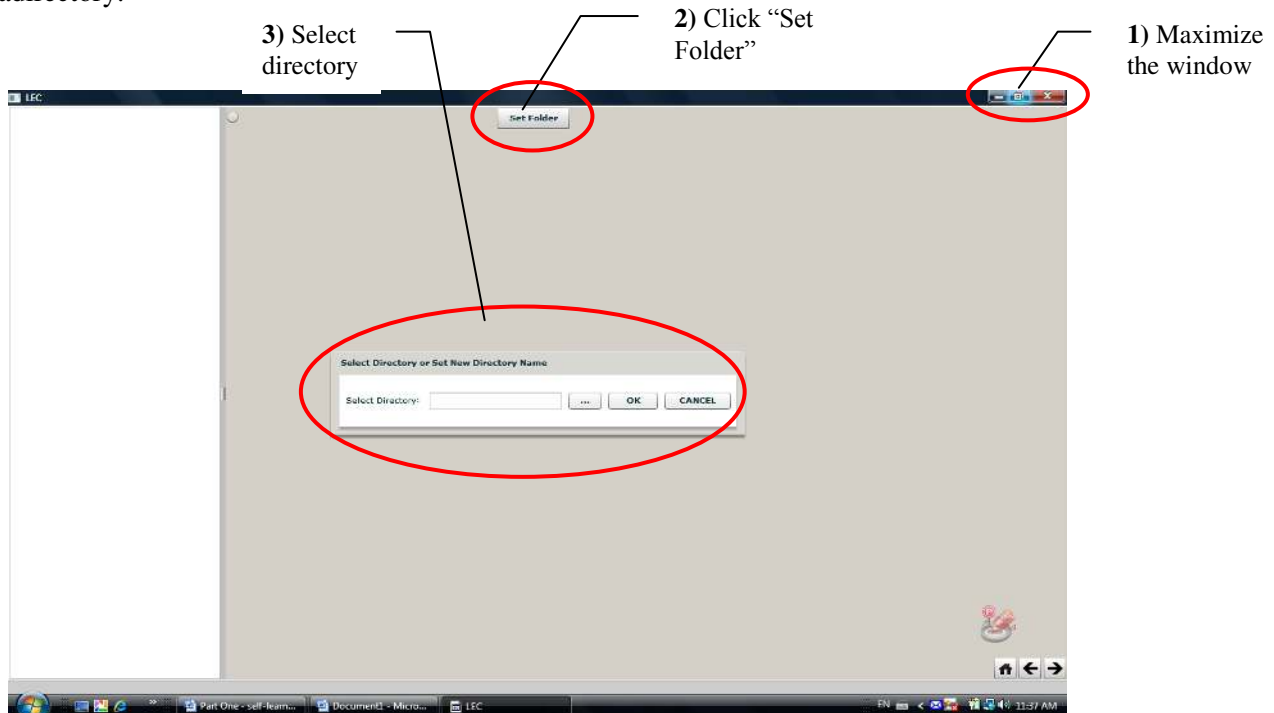 adirectory.
3) Select
directory
2) Click “Set
Folder”
1) Maximize
the window
LEC
Set Folder
Select Directory or Set New Directory Name
Select Directory:
...
OK
CANCEL
Part One - self-learn...
Document1 - Micro...
LEC
EN
11:37 AM